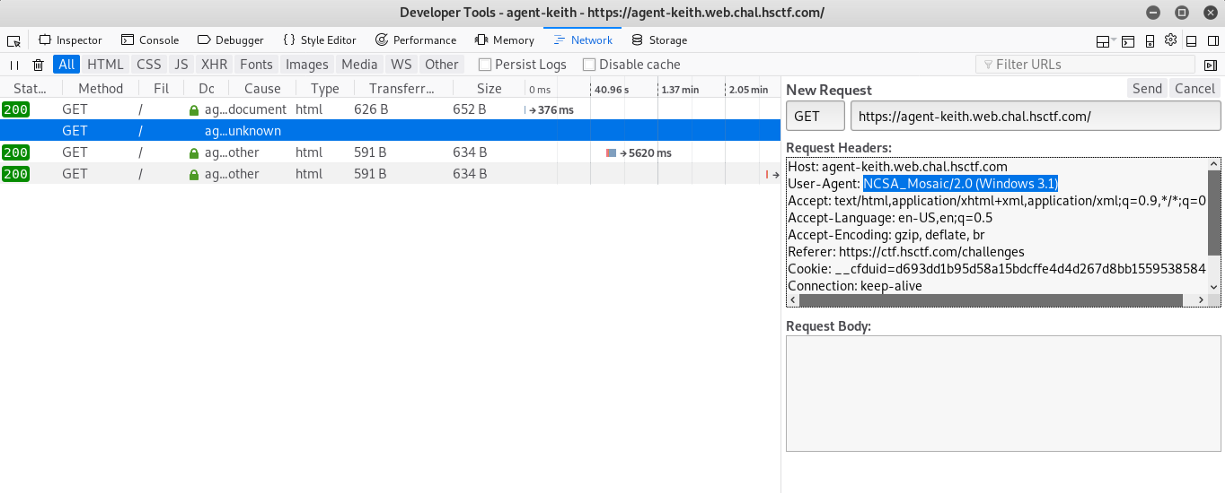 Developer Tools - agent-keith - https://agent-keith.web.chal.hsctf.com/
Inspector Console Debugger Style Editor Performance Memory Network Storage
All HTML CSS JS XHR Fonts Images Media WS Other Persist Logs Disable cache Filter URLs
Stat... Method Fil Dc Cause Type Transferr... Size 0 ms 40.96 s 1.37 min 2.05 min
200 GET / ag...document html 626 B 652 B → 376 ms
GET / ag...unknown
200 GET / ag...other html 591 B 634 B → 5620 ms
200 GET / ag...other html 591 B 634 B →
New Request Send Cancel
GET https://agent-keith.web.chal.hsctf.com/
Request Headers:
Host: agent-keith.web.chal.hsctf.com
User-Agent: NCSA_Mosaic/2.0 (Windows 3.1)
Accept: text/html,application/xhtml+xml,application/xml;q=0.9,*/*;q=0
Accept-Language: en-US,en;q=0.5
Accept-Encoding: gzip, deflate, br
Referer: https://ctf.hsctf.com/challenges
Cookie: __cfduid=d693dd1b95d58a15bdcffe4d4d267d8bb1559538584
Connection: keep-alive
Request Body: